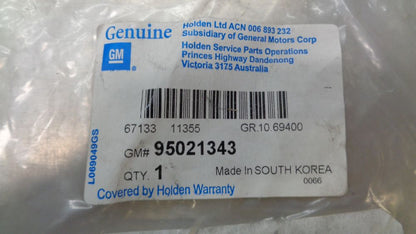 Genuine
GM
Holden Ltd ACN 006 893 232
Subsidiary of General Motors Corp
Holden Service Parts Operations
Princes Highway Dandenong
Victoria 3175 Australia
L069049GS
67133 11355 GR.10 69400
GM# 95021343
QTY. 1 Made In SOUTH KOREA
0066
Covered by Holden Warranty